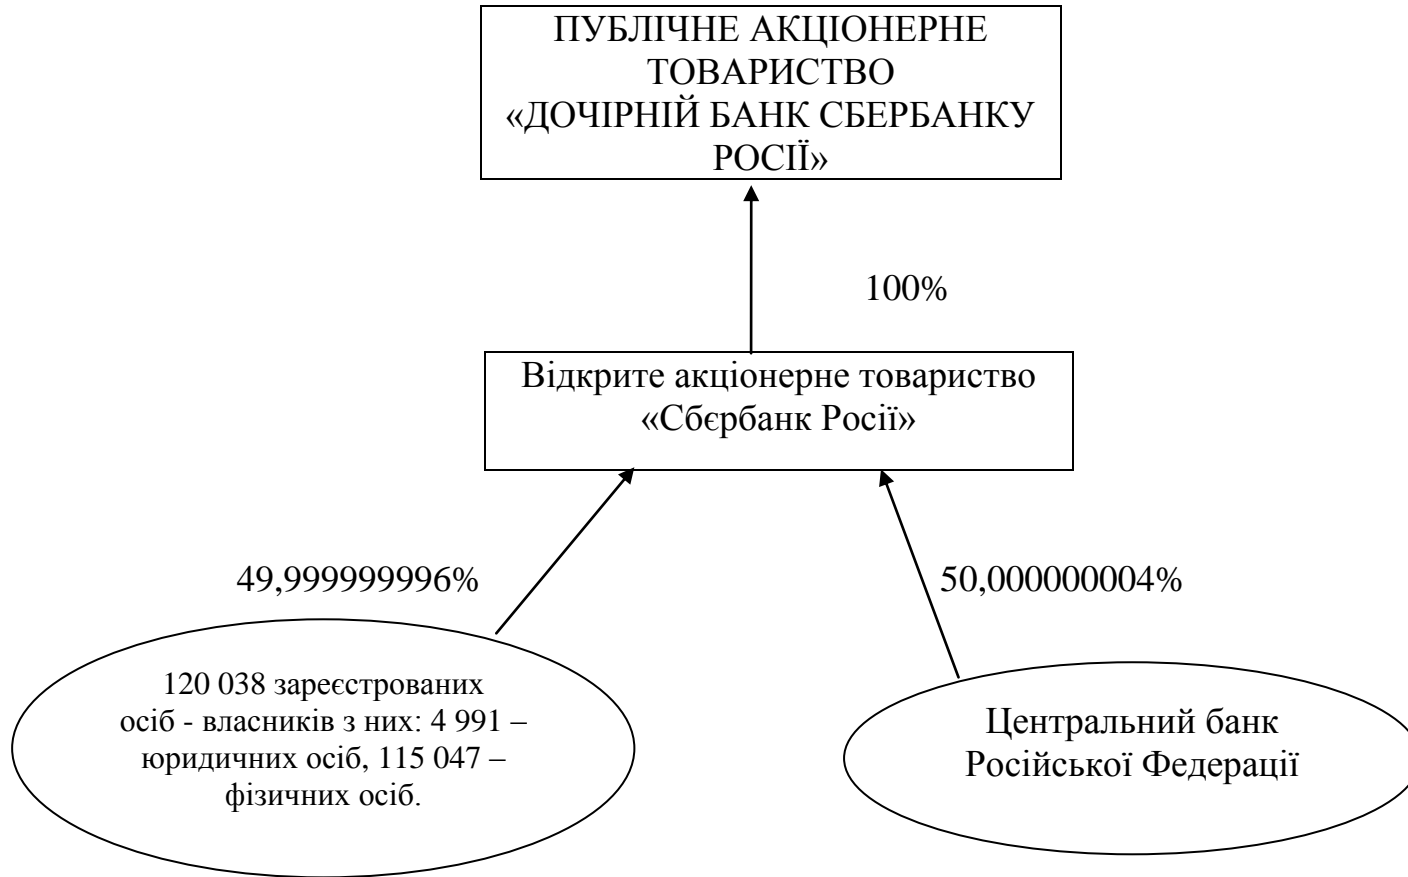 ПУБЛІЧНЕ АКЦІОНЕРНЕ
ТОВАРИСТВО
«ДОЧІРНІЙ БАНК СБЕРБАНКУ
РОСІЇ»
100%
Відкрите акціонерне товариство
«Сбєрбанк Росії»
49,999999996%
50,000000004%
120 038 зареєстрованих
осіб - власників з них: 4 991 –
юридичних осіб, 115 047 –
фізичних осіб.
Центральний банк
Російської Федерації